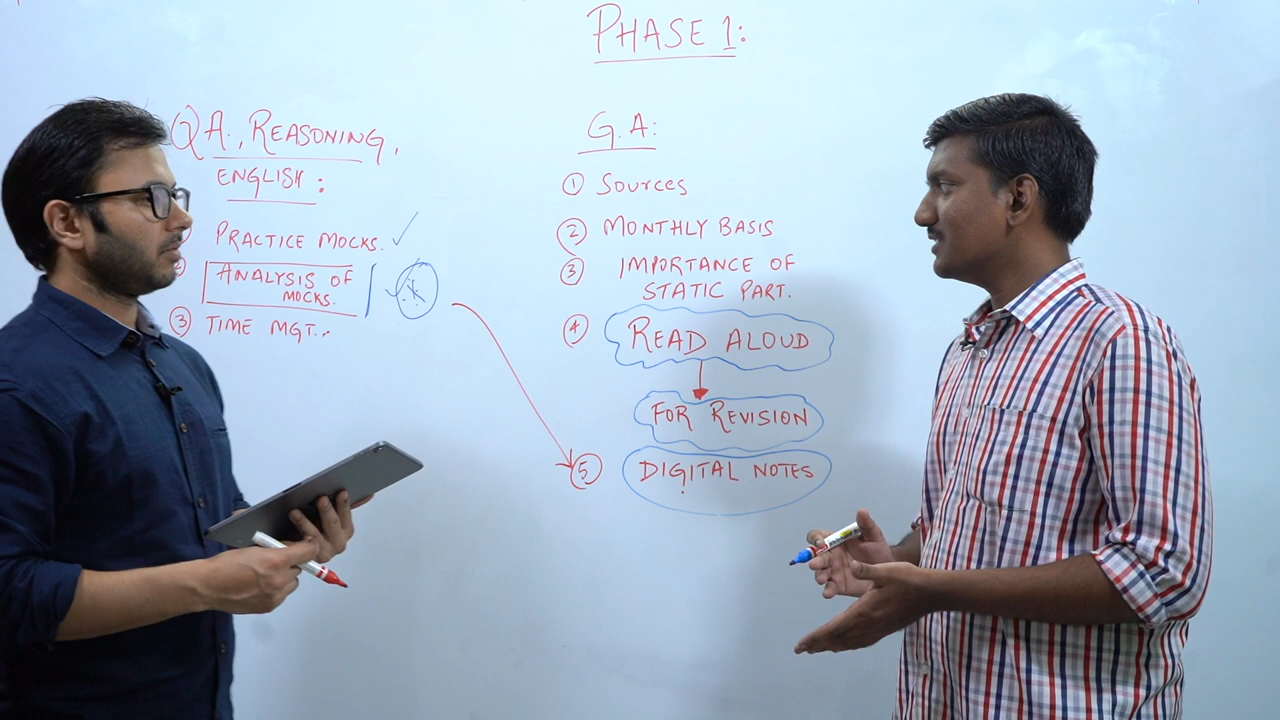 PHASE 1:
QA, REASONING,
ENGLISH:
PRACTICE MOCKS. ✓
ANALYSIS OF
MOCKS.
③ TIME MGT.
G.A:
① Sources
② MONTHLY BASIS
③ IMPORTANCE OF
STATIC PART.
④ READ ALOUD
FOR REVISION
⑤ DIGITAL NOTES